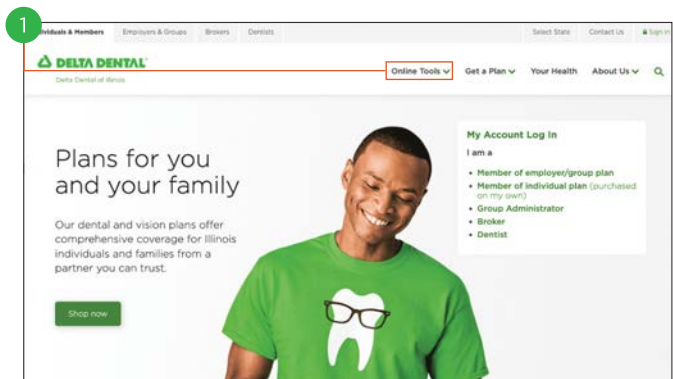 1
Individuals & Members Employers & Groups Brokers Dentists Select State Contact Us Sign In
DELTA DENTAL
Delta Dental of Illinois
Online Tools Get a Plan Your Health About Us
Plans for you
and your family
Our dental and vision plans offer
comprehensive coverage for Illinois
individuals and families from a
partner you can trust.
Shop now
My Account Log In
I am a
• Member of employer/group plan
• Member of individual plan (purchased
on my own)
• Group Administrator
• Broker
• Dentist